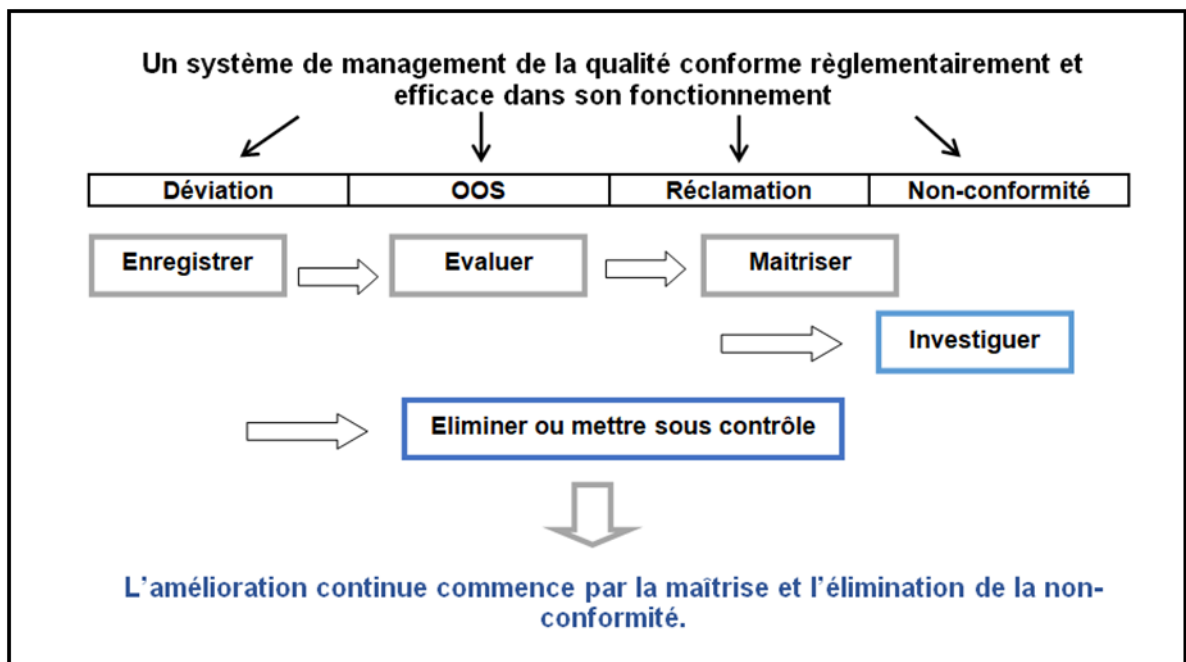 Un système de management de la qualité conforme règlementairement et
efficace dans son fonctionnement
Déviation OOS Réclamation Non-conformité
Enregistrer Evaluer Maitriser
Investiguer
Eliminer ou mettre sous contrôle
L’amélioration continue commence par la maîtrise et l’élimination de la non-
conformité.